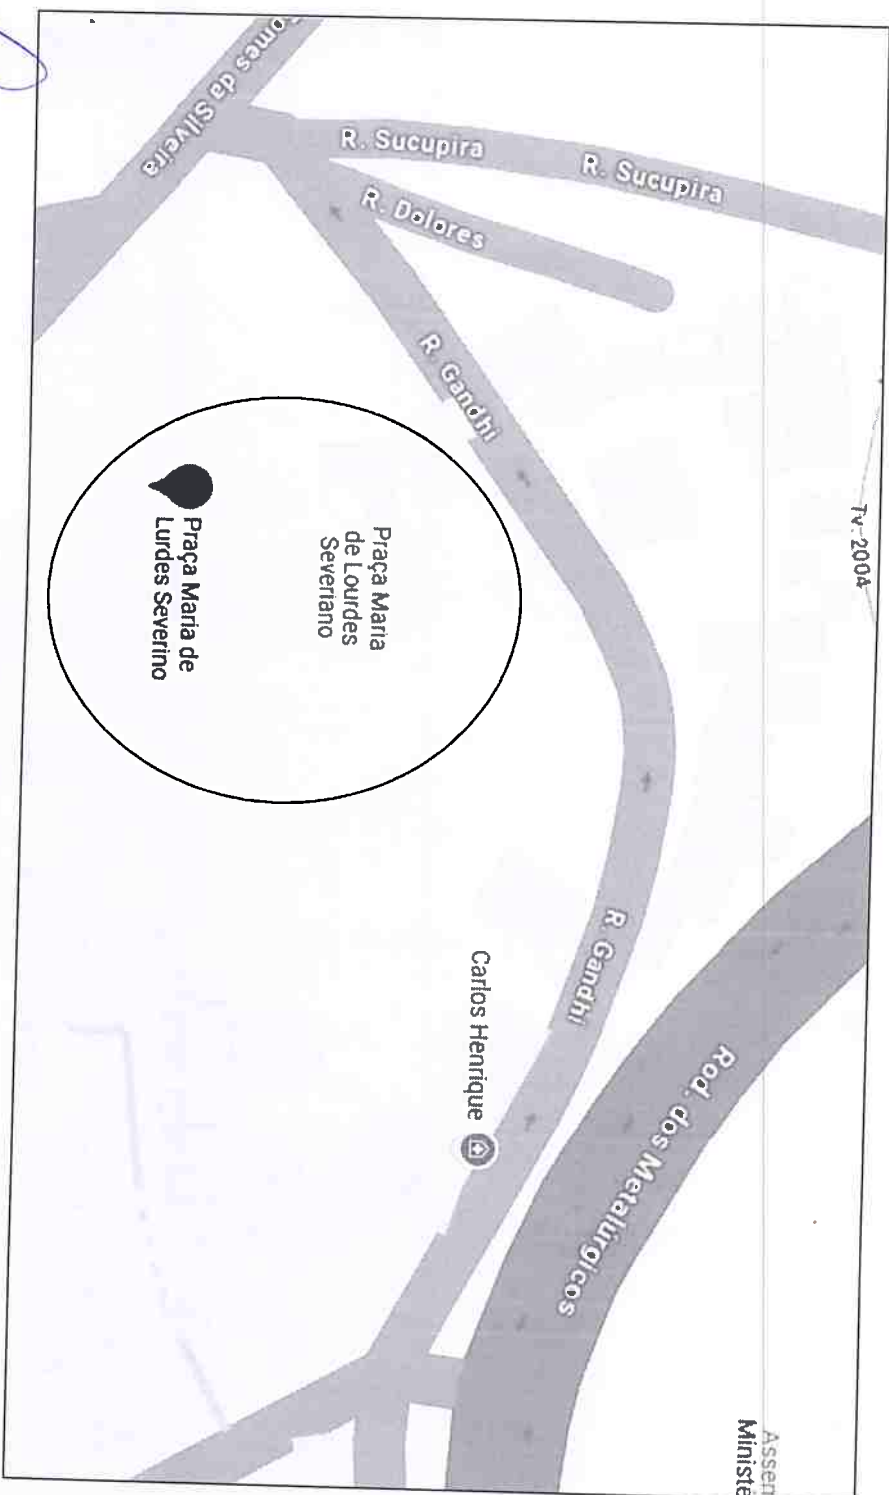 Assen
Ministé
Tv. 2004
R. Sucupira
R. Sucupira
R. Dolores
omes da Silveira
R. Gandhi
Rod. dos Metalúrgicos
R. Gandhi
Carlos Henrique
Praça Maria
de Lourdes
Severiano
Praça Maria de
Lurdes Severino